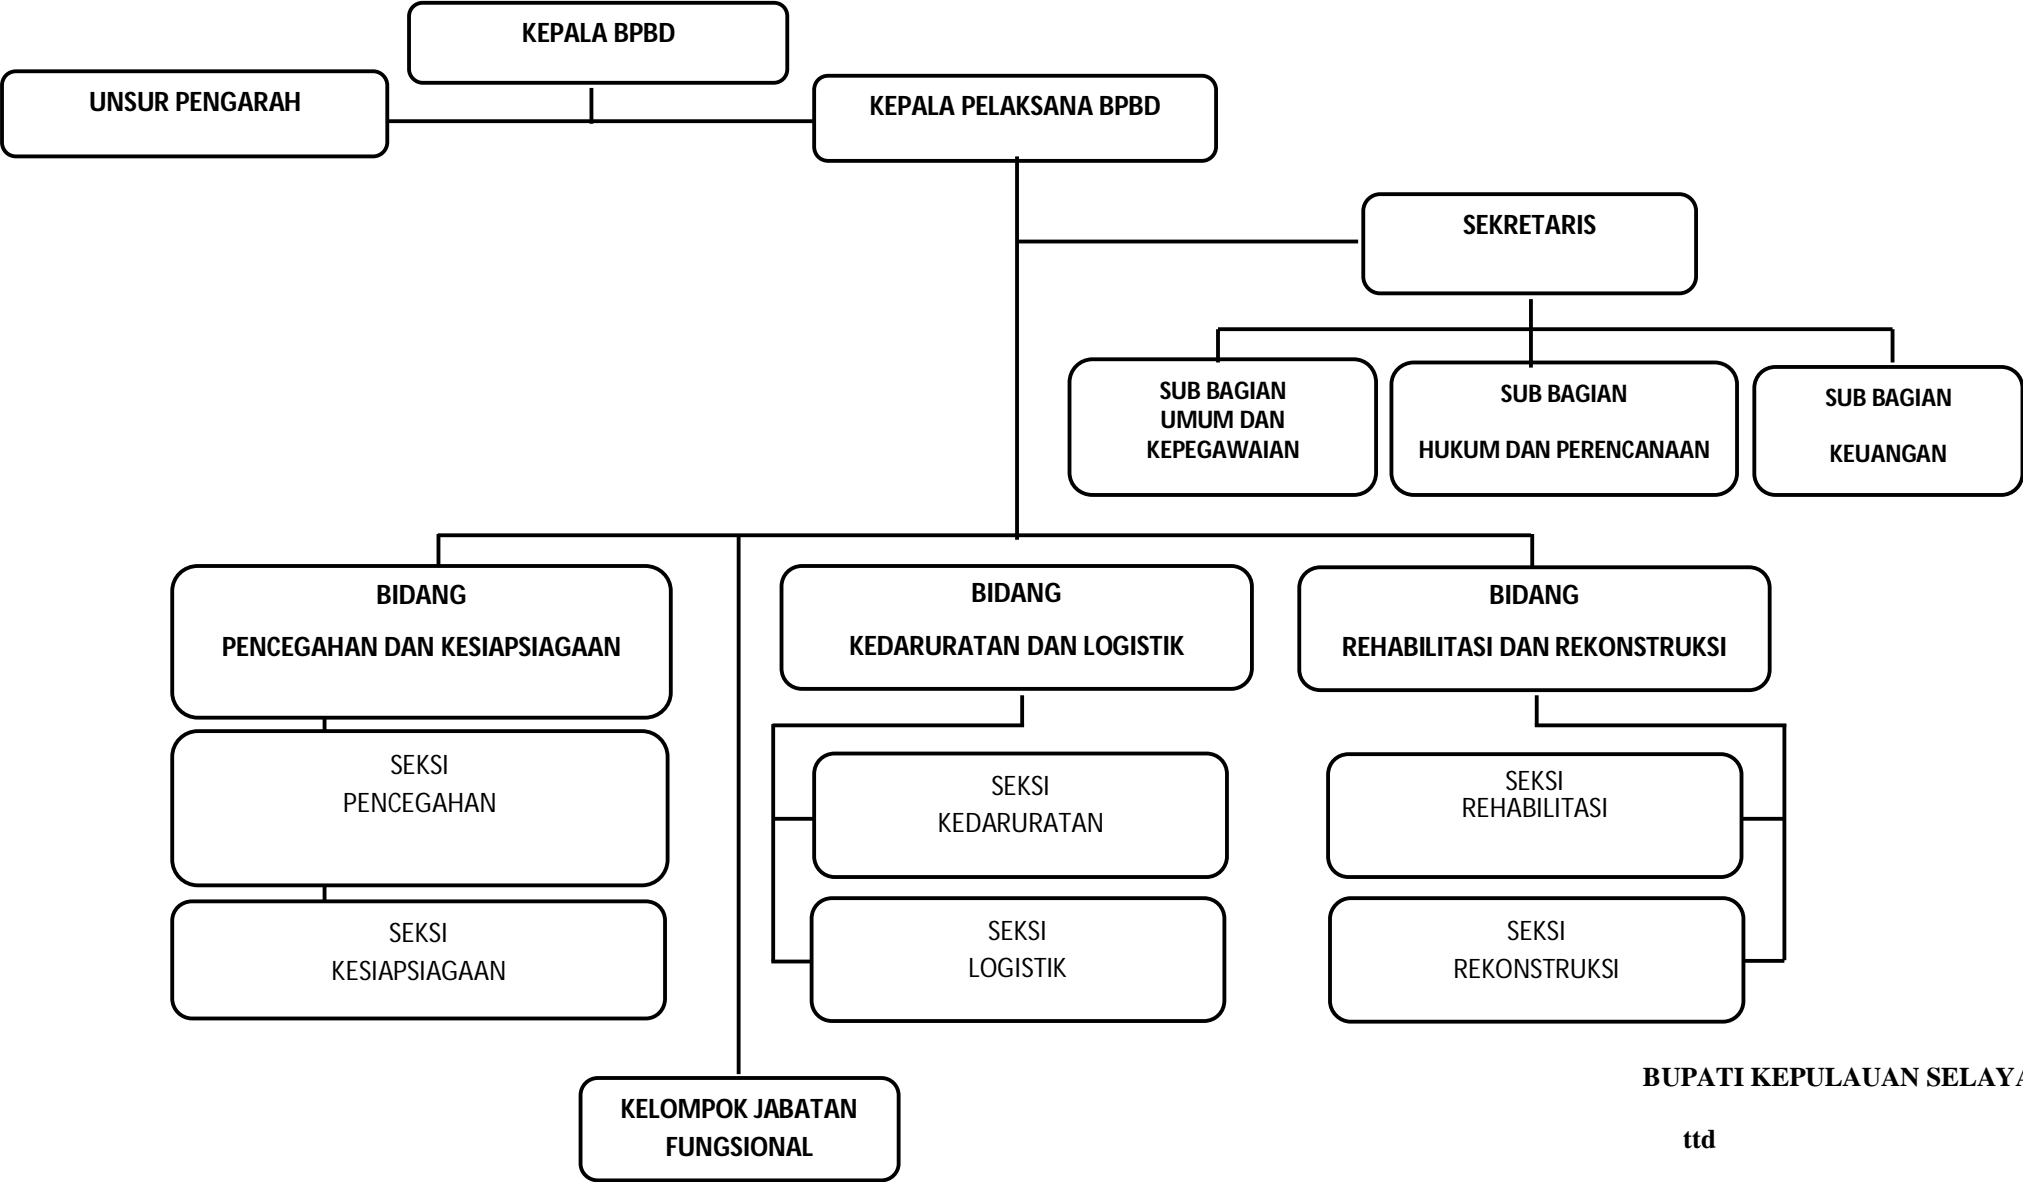 KEPALA BPBD
UNSUR PENGARAH
KEPALA PELAKSANA BPBD
SEKRETARIS
SUB BAGIAN
UMUM DAN
KEPEGAWAIAN
SUB BAGIAN
HUKUM DAN PERENCANAAN
SUB BAGIAN
KEUANGAN
BIDANG
PENCEGAHAN DAN KESIAPSIAGAAN
BIDANG
KEDARURATAN DAN LOGISTIK
BIDANG
REHABILITASI DAN REKONSTRUKSI
SEKSI
PENCEGAHAN
SEKSI
KEDARURATAN
SEKSI
REHABILITASI
SEKSI
KESIAPSIAGAAN
SEKSI
LOGISTIK
SEKSI
REKONSTRUKSI
KELOMPOK JABATAN
FUNGSIONAL
BUPATI KEPULAUAN SELAYA
ttd